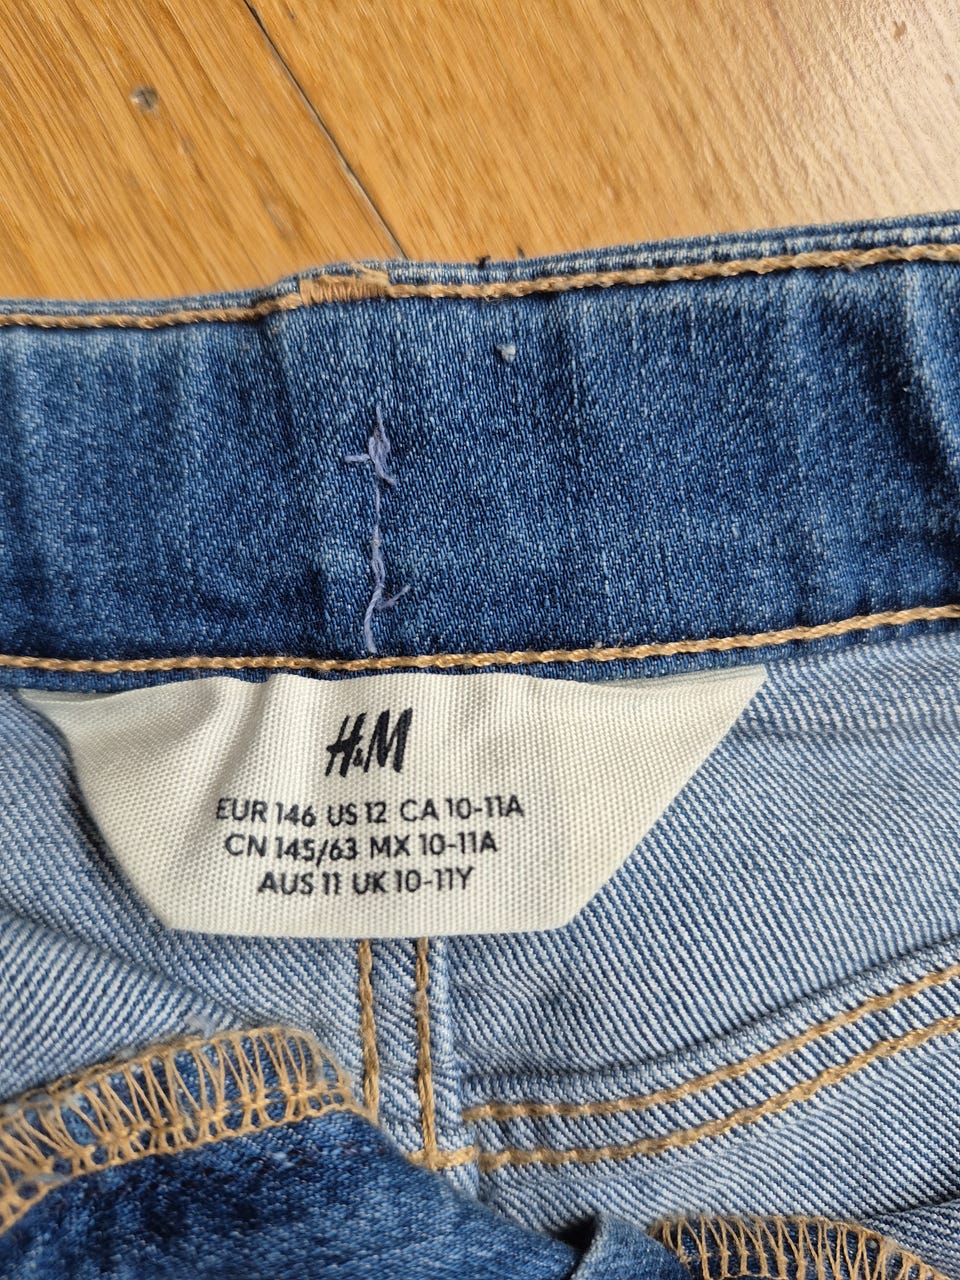 H&M
EUR 146 US 12 CA 10-11A
CN 145/63 MX 10-11A
AUS 11 UK 10-11Y